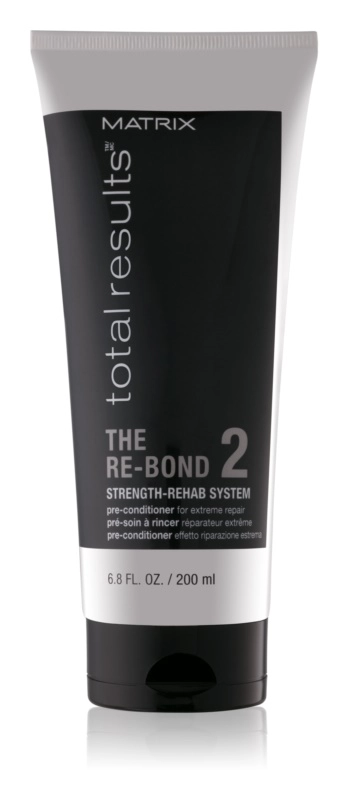 MATRIX
total results™/MC
THE
RE-BOND 2
STRENGTH-REHAB SYSTEM
pre-conditioner for extreme repair
pré-soin à rincer réparateur extrême
pre-conditioner effetto riparazione estrema
6.8 FL. OZ. / 200 ml